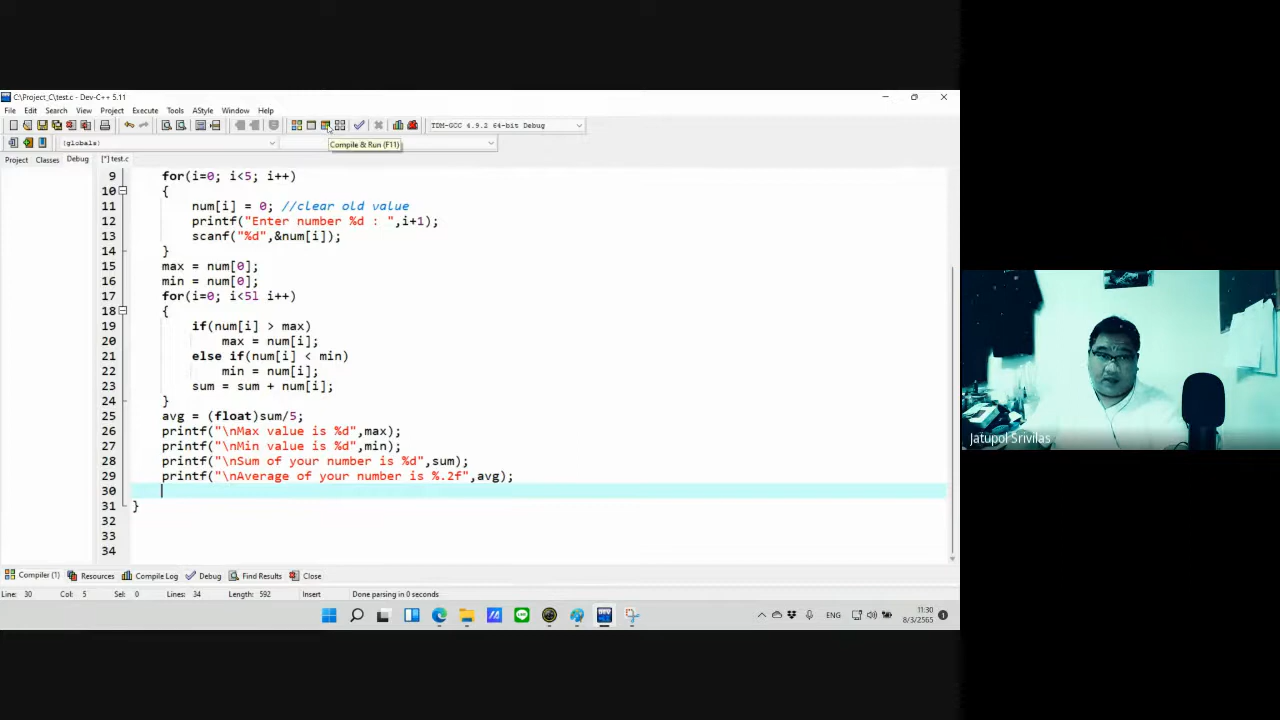 C:\Project_C\test.c - Dev-C++ 5.11
File Edit Search View Project Execute Tools AStyle Window Help
TDM-GCC 4.9.2 64-bit Debug
(globals)
Compile & Run (F11)
Project Classes Debug [*] test.c
9 for(i=0; i<5; i++)
10 {
11 num[i] = 0; //clear old value
12 printf("Enter number %d : ",i+1);
13 scanf("%d",&num[i]);
14 }
15 max = num[0];
16 min = num[0];
17 for(i=0; i<5l i++)
18 {
19 if(num[i] > max)
20 max = num[i];
21 else if(num[i] < min)
22 min = num[i];
23 sum = sum + num[i];
24 }
25 avg = (float)sum/5;
26 printf("\nMax value is %d",max);
27 printf("\nMin value is %d",min);
28 printf("\nSum of your number is %d",sum);
29 printf("\nAverage of your number is %.2f",avg);
30
31 }
32
33
34
Compiler (1) Resources Compile Log Debug Find Results Close
Line: 30 Col: 5 Sel: 0 Lines: 34 Length: 592 Insert Done parsing in 0 seconds
ENG 11:30
8/3/2565
Jatupol Srivilas